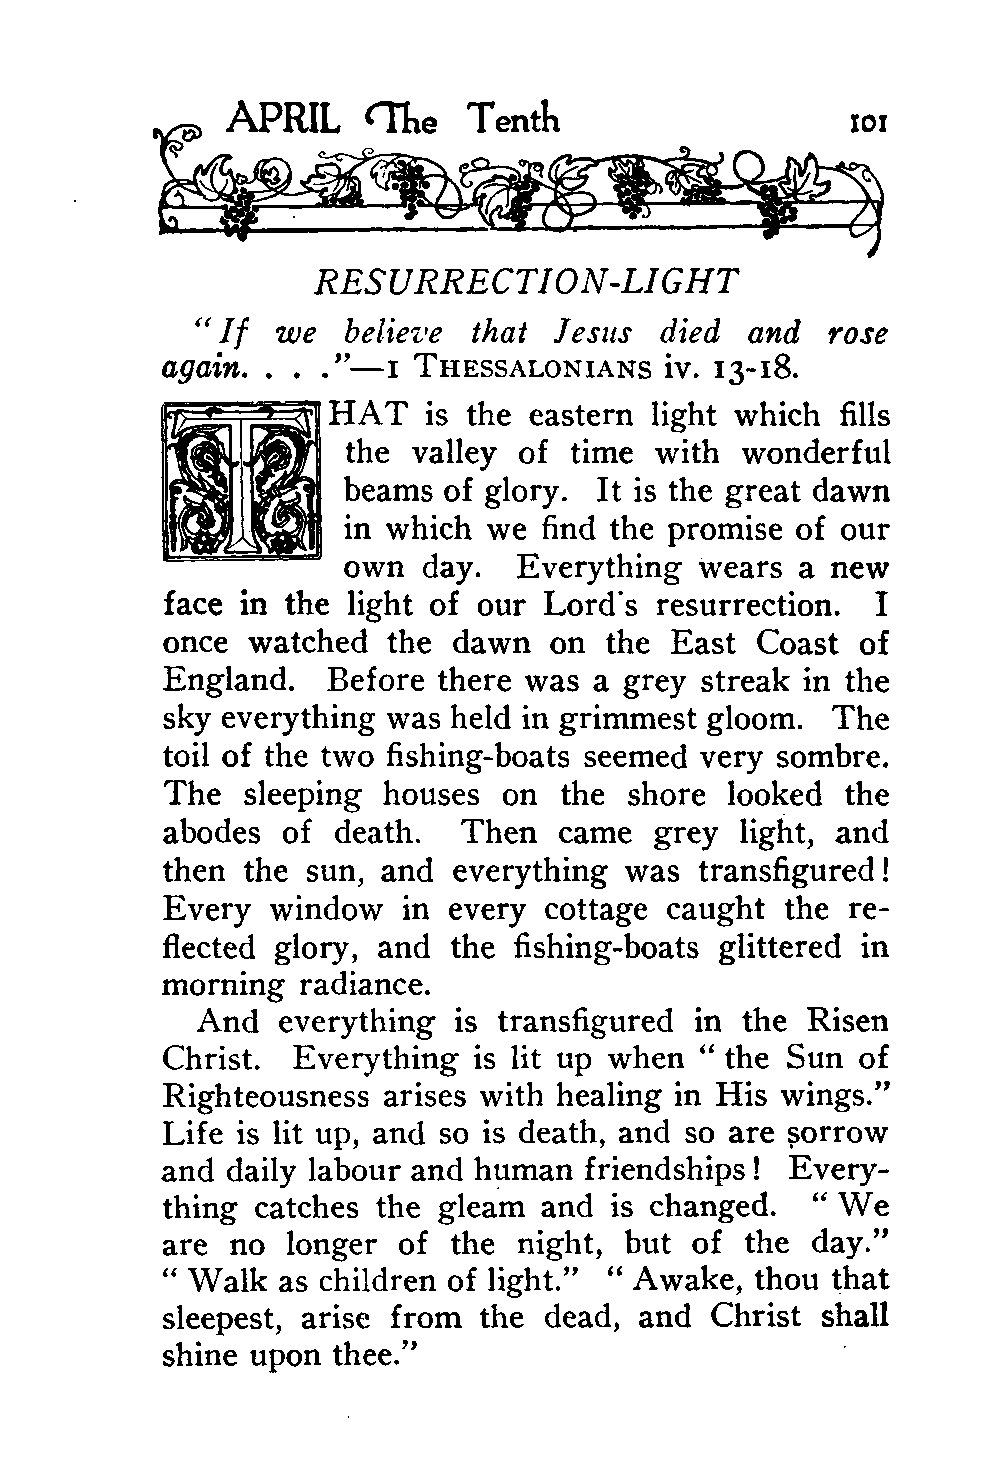 APRIL The Tenth 101
RESURRECTION-LIGHT
“If we believe that Jesus died and rose
again. . . .”—1 THESSALONIANS iv. 13-18.
THAT is the eastern light which fills
the valley of time with wonderful
beams of glory. It is the great dawn
in which we find the promise of our
own day. Everything wears a new
face in the light of our Lord's resurrection. I
once watched the dawn on the East Coast of
England. Before there was a grey streak in the
sky everything was held in grimmest gloom. The
toil of the two fishing-boats seemed very sombre.
The sleeping houses on the shore looked the
abodes of death. Then came grey light, and
then the sun, and everything was transfigured!
Every window in every cottage caught the re-
flected glory, and the fishing-boats glittered in
morning radiance.
And everything is transfigured in the Risen
Christ. Everything is lit up when “the Sun of
Righteousness arises with healing in His wings.”
Life is lit up, and so is death, and so are sorrow
and daily labour and human friendships! Every-
thing catches the gleam and is changed. “We
are no longer of the night, but of the day.”
“Walk as children of light.” “Awake, thou that
sleepest, arise from the dead, and Christ shall
shine upon thee.”